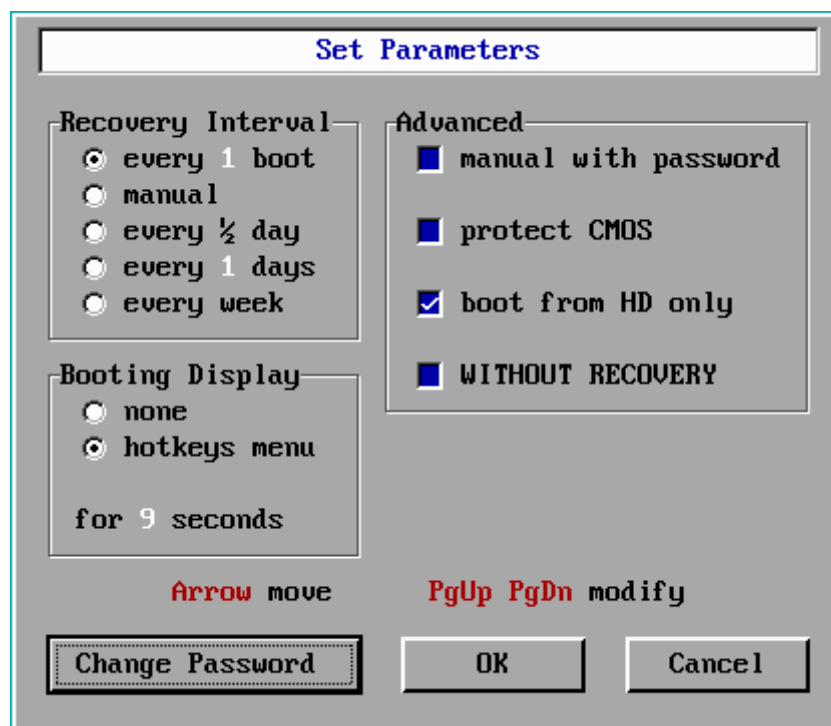 Set Parameters
Recovery Interval
every 1 boot
manual
every ½ day
every 1 days
every week
Booting Display
none
hotkeys menu
for 9 seconds
Advanced
manual with password
protect CMOS
boot from HD only
WITHOUT RECOVERY
Arrow move PgUp PgDn modify
Change Password OK Cancel